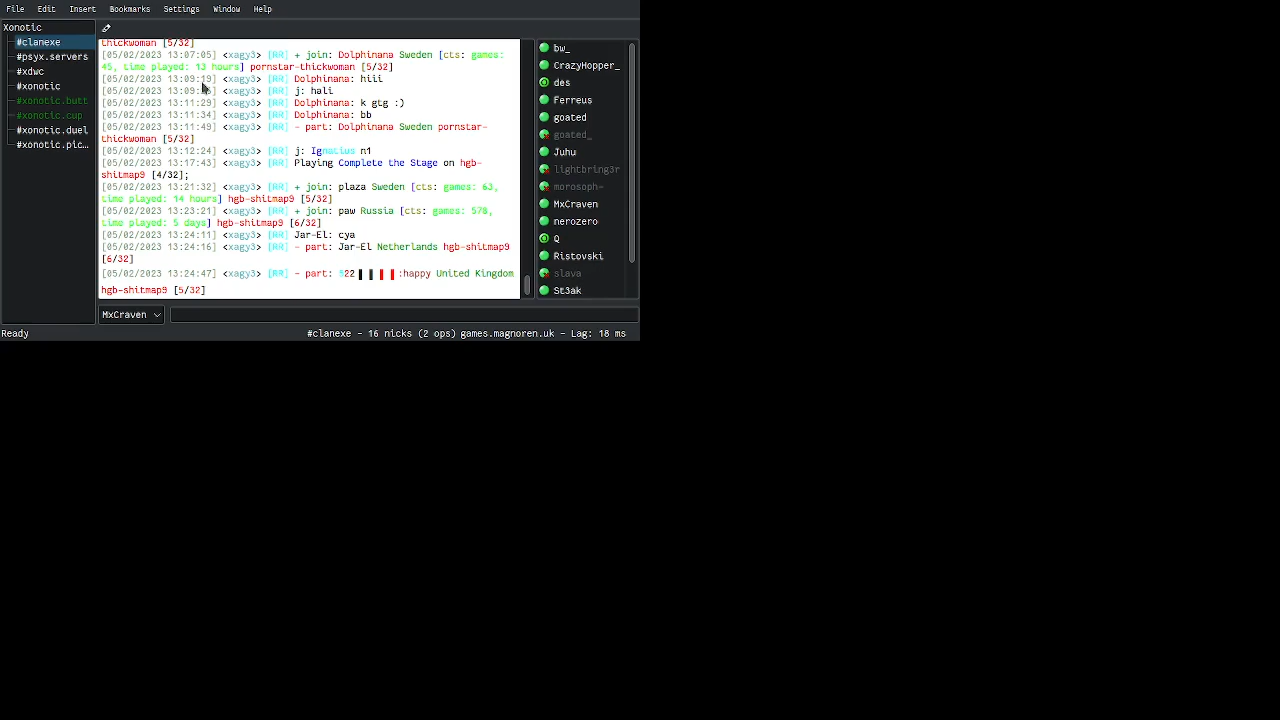 File Edit Insert Bookmarks Settings Window Help
Xonotic
#clanexe
#psyx.servers
#xdwc
#xonotic
#xonotic.butt
#xonotic.cup
#xonotic.duel
#xonotic.pic…
thickwoman [5/32]
[05/02/2023 13:07:05] <xagy3> [RR] + join: Dolphinana Sweden [cts: games:
45, time played: 13 hours] pornstar-thickwoman [5/32]
[05/02/2023 13:09:19] <xagy3> [RR] Dolphinana: hiii
[05/02/2023 13:09: ] <xagy3> [RR] j: hali
[05/02/2023 13:11:29] <xagy3> [RR] Dolphinana: k gtg :)
[05/02/2023 13:11:34] <xagy3> [RR] Dolphinana: bb
[05/02/2023 13:11:49] <xagy3> [RR] - part: Dolphinana Sweden pornstar-
thickwoman [5/32]
[05/02/2023 13:12:24] <xagy3> [RR] j: Ignatius n1
[05/02/2023 13:17:43] <xagy3> [RR] Playing Complete the Stage on hgb-
shitmap9 [4/32];
[05/02/2023 13:21:32] <xagy3> [RR] + join: plaza Sweden [cts: games: 63,
time played: 14 hours] hgb-shitmap9 [5/32]
[05/02/2023 13:23:21] <xagy3> [RR] + join: paw Russia [cts: games: 578,
time played: 5 days] hgb-shitmap9 [6/32]
[05/02/2023 13:24:11] <xagy3> [RR] Jar-El: cya
[05/02/2023 13:24:16] <xagy3> [RR] - part: Jar-El Netherlands hgb-shitmap9
[6/32]
[05/02/2023 13:24:47] <xagy3> [RR] - part: 922 :happy United Kingdom
hgb-shitmap9 [5/32]
bw_
CrazyHopper_
des
Ferreus
goated
goated_
Juhu
lightbring3r
morosoph~
MxCraven
nerozero
Q
Ristovski
slava
St3ak
MxCraven
Ready
#clanexe - 16 nicks (2 ops) games.magnoren.uk - Lag: 18 ms